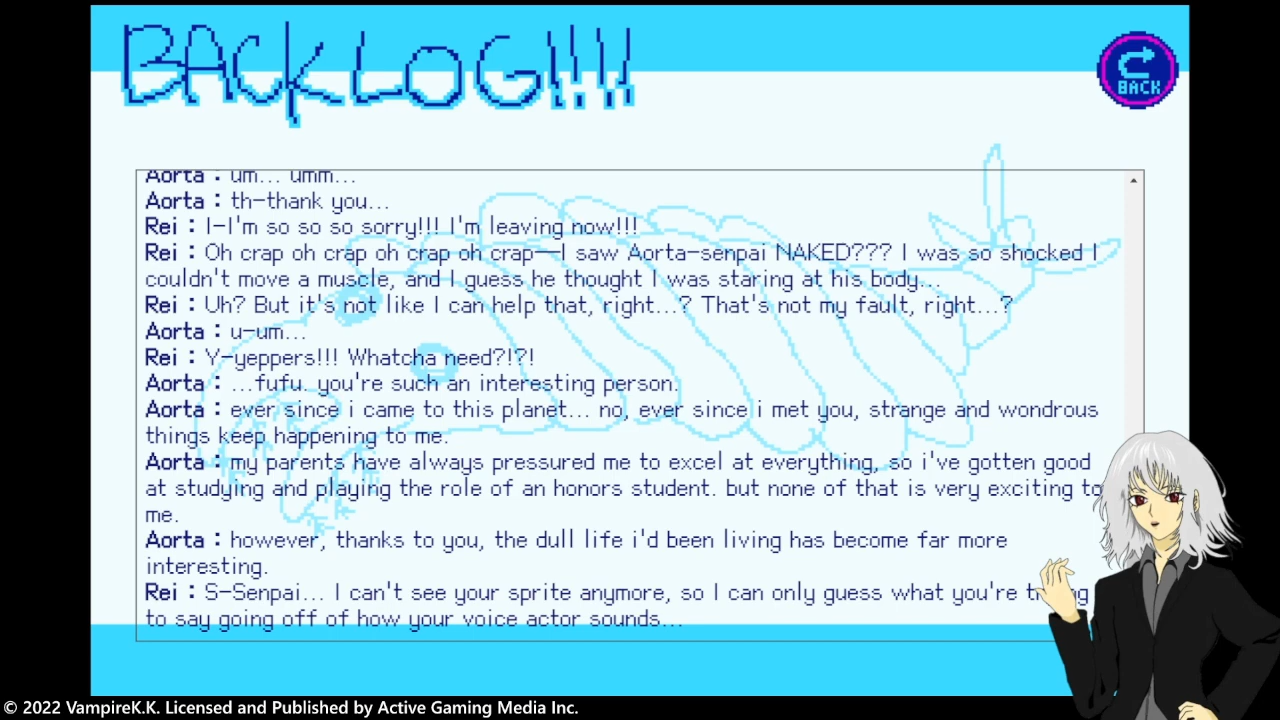 BACKLOG!!!
BACK
Aorta : um... umm...
Aorta : th-thank you...
Rei : I-I'm so so so sorry!!! I'm leaving now!!!
Rei : Oh crap oh crap oh crap oh crap—I saw Aorta-senpai NAKED??? I was so shocked I
couldn't move a muscle, and I guess he thought I was staring at his body...
Rei : Uh? But it's not like I can help that, right...? That's not my fault, right...?
Aorta : u-um...
Rei : Y-yeppers!!! Whatcha need?!?!
Aorta : ...fufu. you're such an interesting person.
Aorta : ever since i came to this planet... no, ever since i met you, strange and wondrous
things keep happening to me.
Aorta : my parents have always pressured me to excel at everything, so i've gotten good
at studying and playing the role of an honors student. but none of that is very exciting to
me.
Aorta : however, thanks to you, the dull life i'd been living has become far more
interesting.
Rei : S-Senpai... I can't see your sprite anymore, so I can only guess what you're
to say going off of how your voice actor sounds...
© 2022 VampireK.K. Licensed and Published by Active Gaming Media Inc.